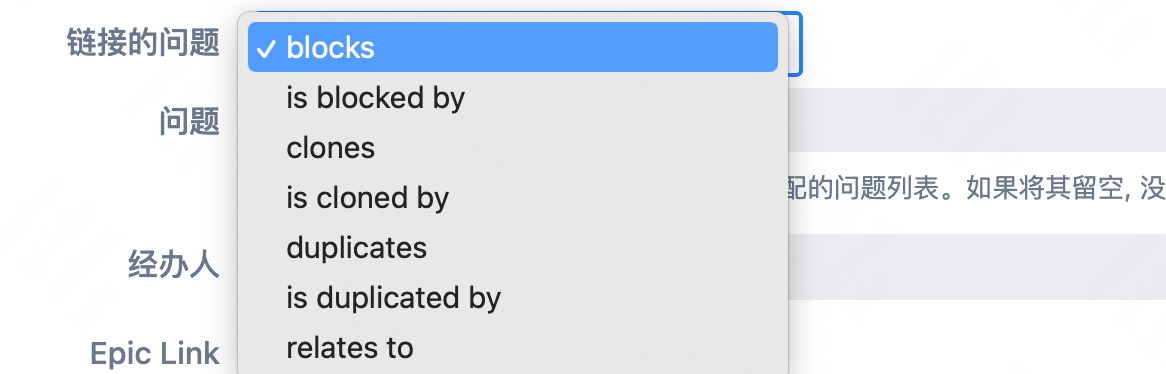 链接的问题
✓ blocks
is blocked by
问题
clones
is cloned by
配的问题列表。如果将其留空, 没
duplicates
经办人
is duplicated by
relates to
Epic Link